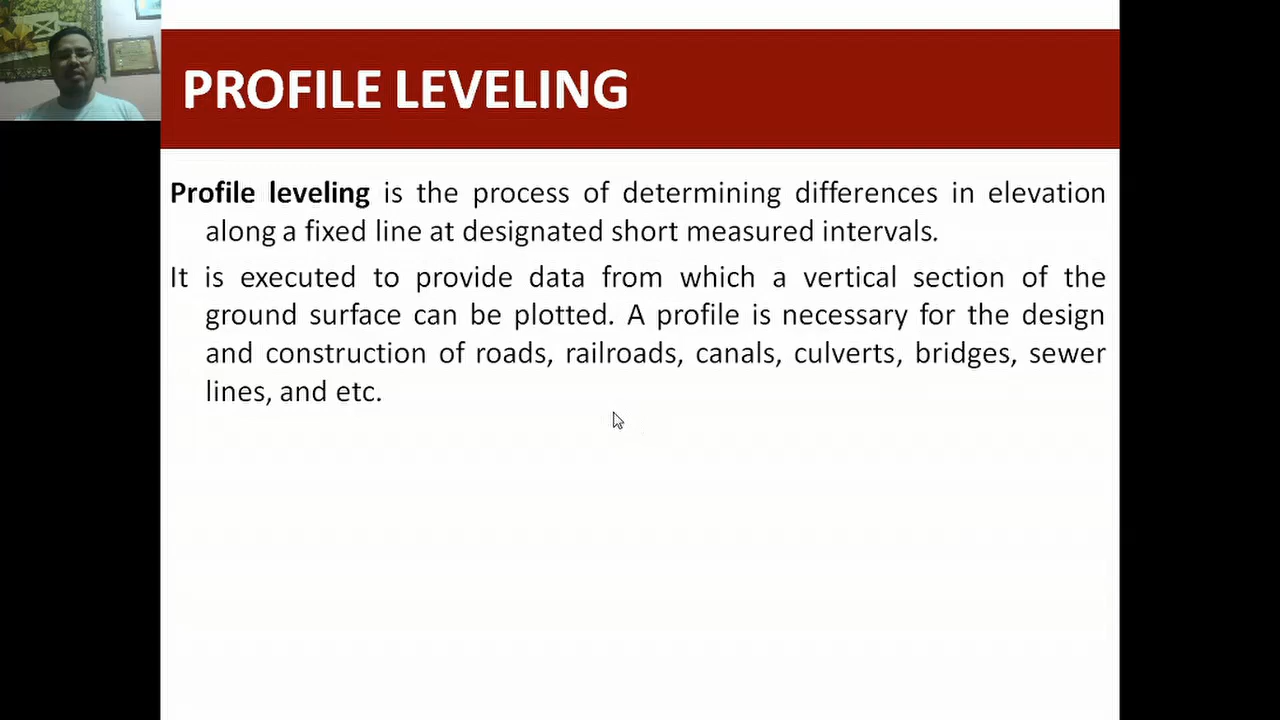 PROFILE LEVELING
Profile leveling is the process of determining differences in elevation
along a fixed line at designated short measured intervals.
It is executed to provide data from which a vertical section of the
ground surface can be plotted. A profile is necessary for the design
and construction of roads, railroads, canals, culverts, bridges, sewer
lines, and etc.